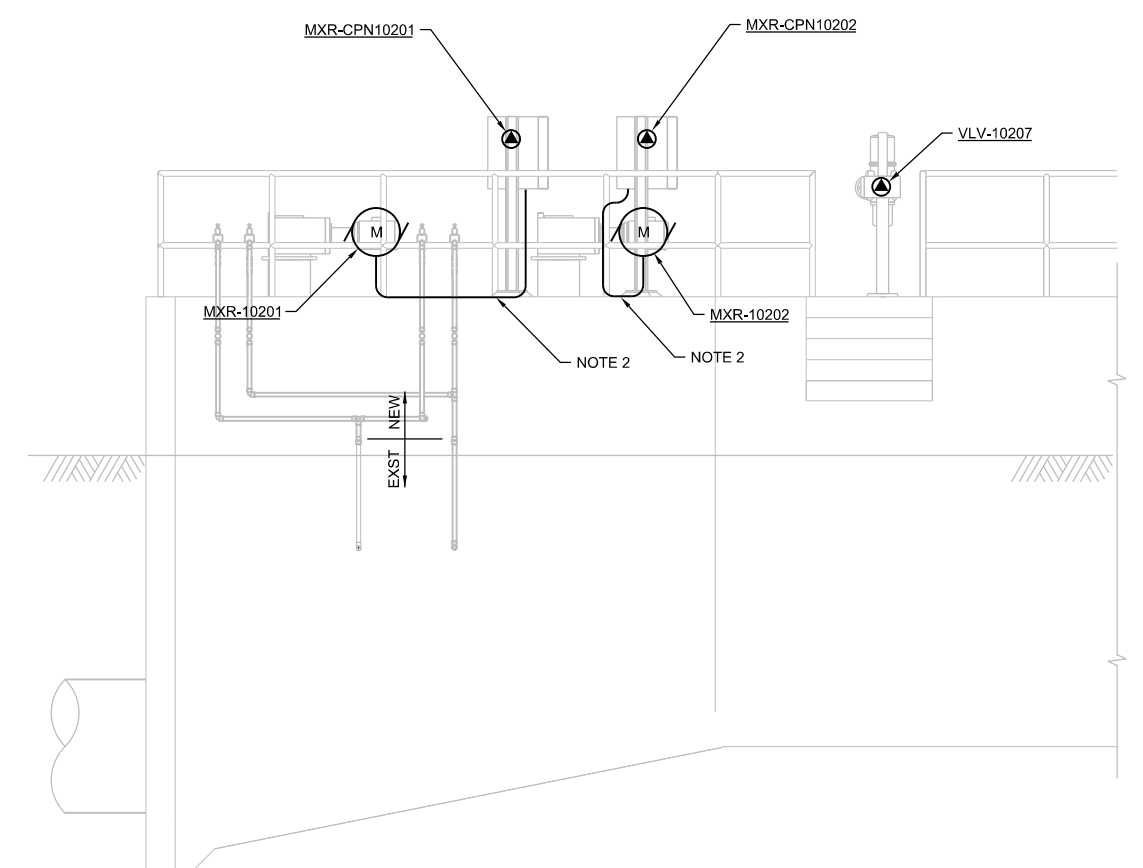 MXR-CPN10201
MXR-CPN10202
VLV-10207
M
M
MXR-10201
MXR-10202
NOTE 2
NOTE 2
NEW
EXST